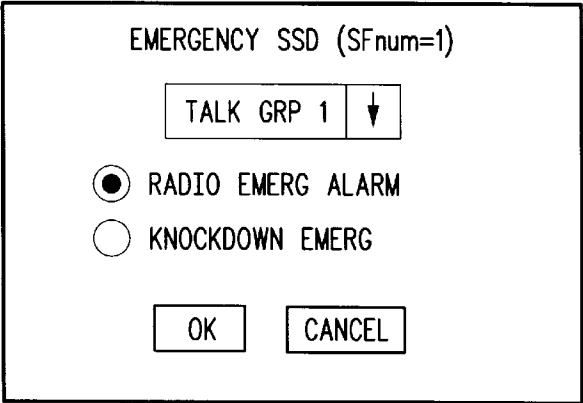 EMERGENCY SSD (SFnum=1)
TALK GRP 1
RADIO EMERG ALARM
KNOCKDOWN EMERG
OK CANCEL